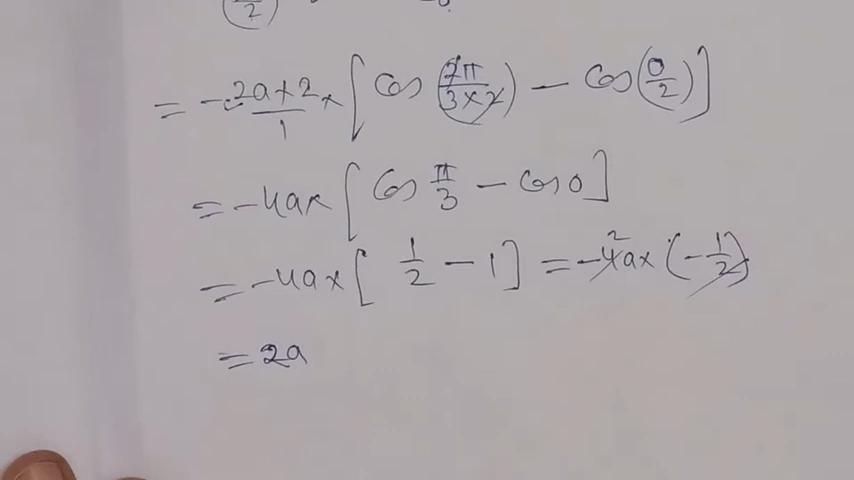 = - 2a×2/1 × [ cos (2π/3×2) - cos (0/2) ]
= -4a× [ cos π/3 - cos 0 ]
= -4a× [ 1/2 - 1 ] = -4a× (-1/2)
= 2a